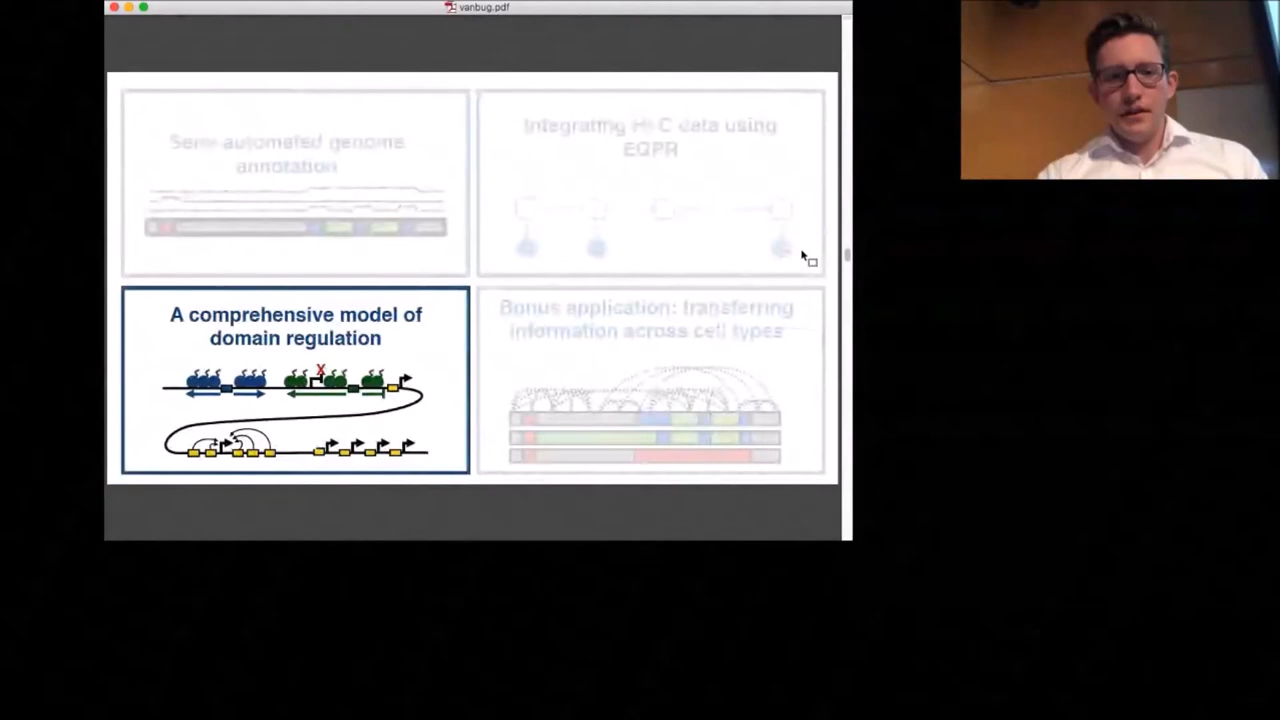 vanbug.pdf
Semi-automated genome
annotation
Integrating Hi-C data using
EQPR
A comprehensive model of
domain regulation
X
Bonus application: transferring
information across cell types